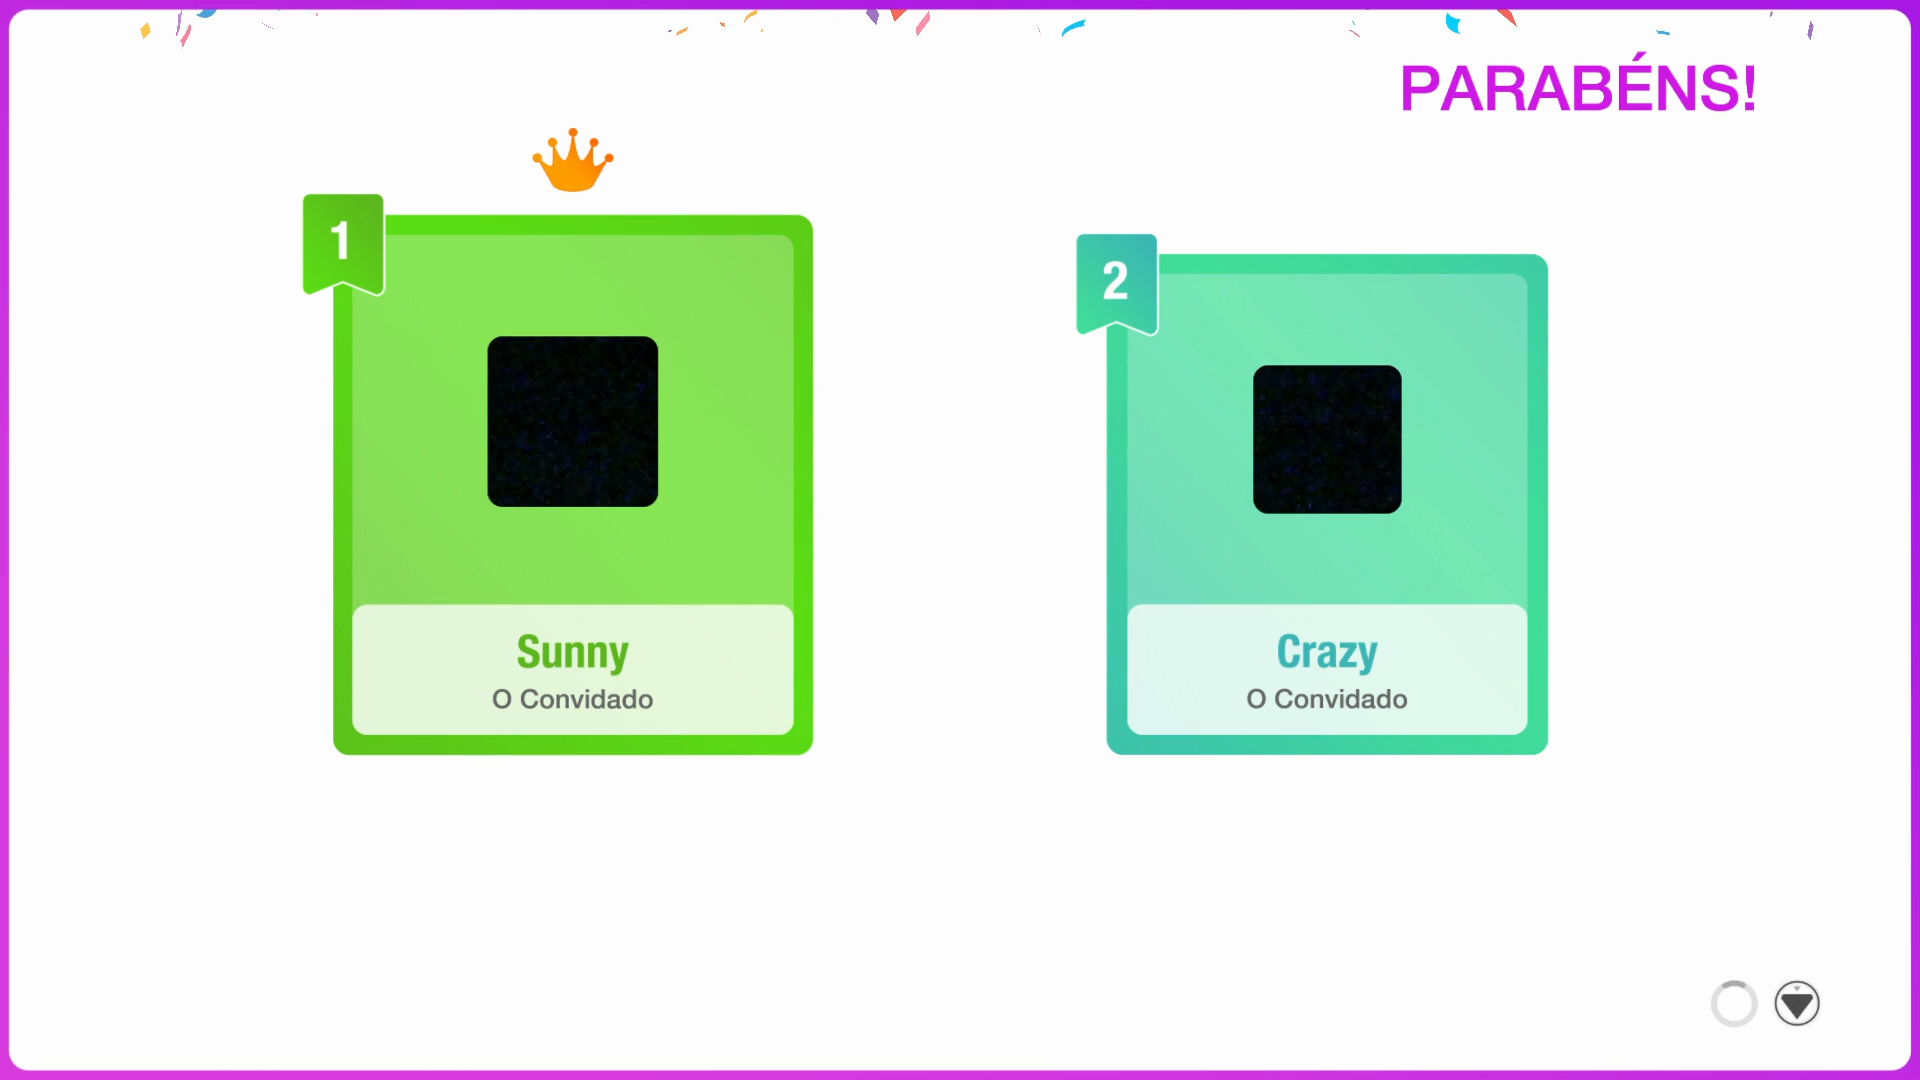 PARABÉNS!
1
Sunny
O Convidado
2
Crazy
O Convidado